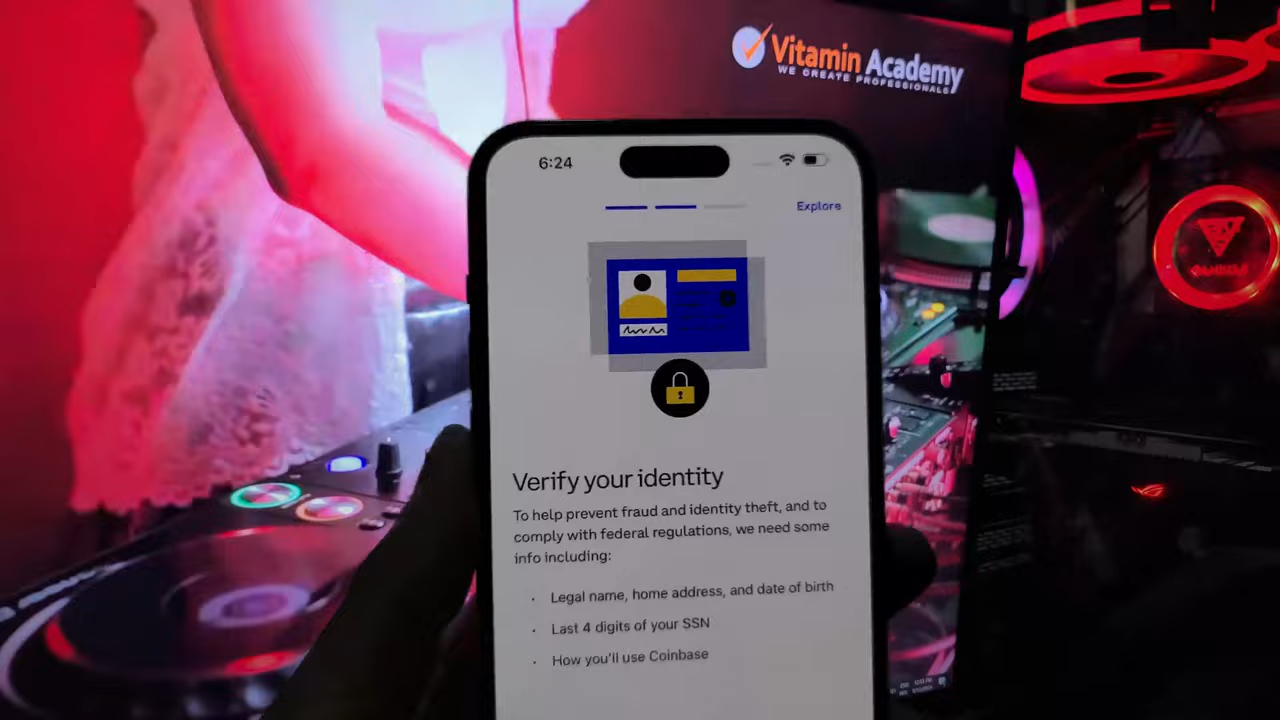 Vitamin Academy
WE CREATE PROFESSIONALS
6:24
Explore
Verify your identity
To help prevent fraud and identity theft, and to
comply with federal regulations, we need some
info including:
· Legal name, home address, and date of birth
· Last 4 digits of your SSN
· How you'll use Coinbase